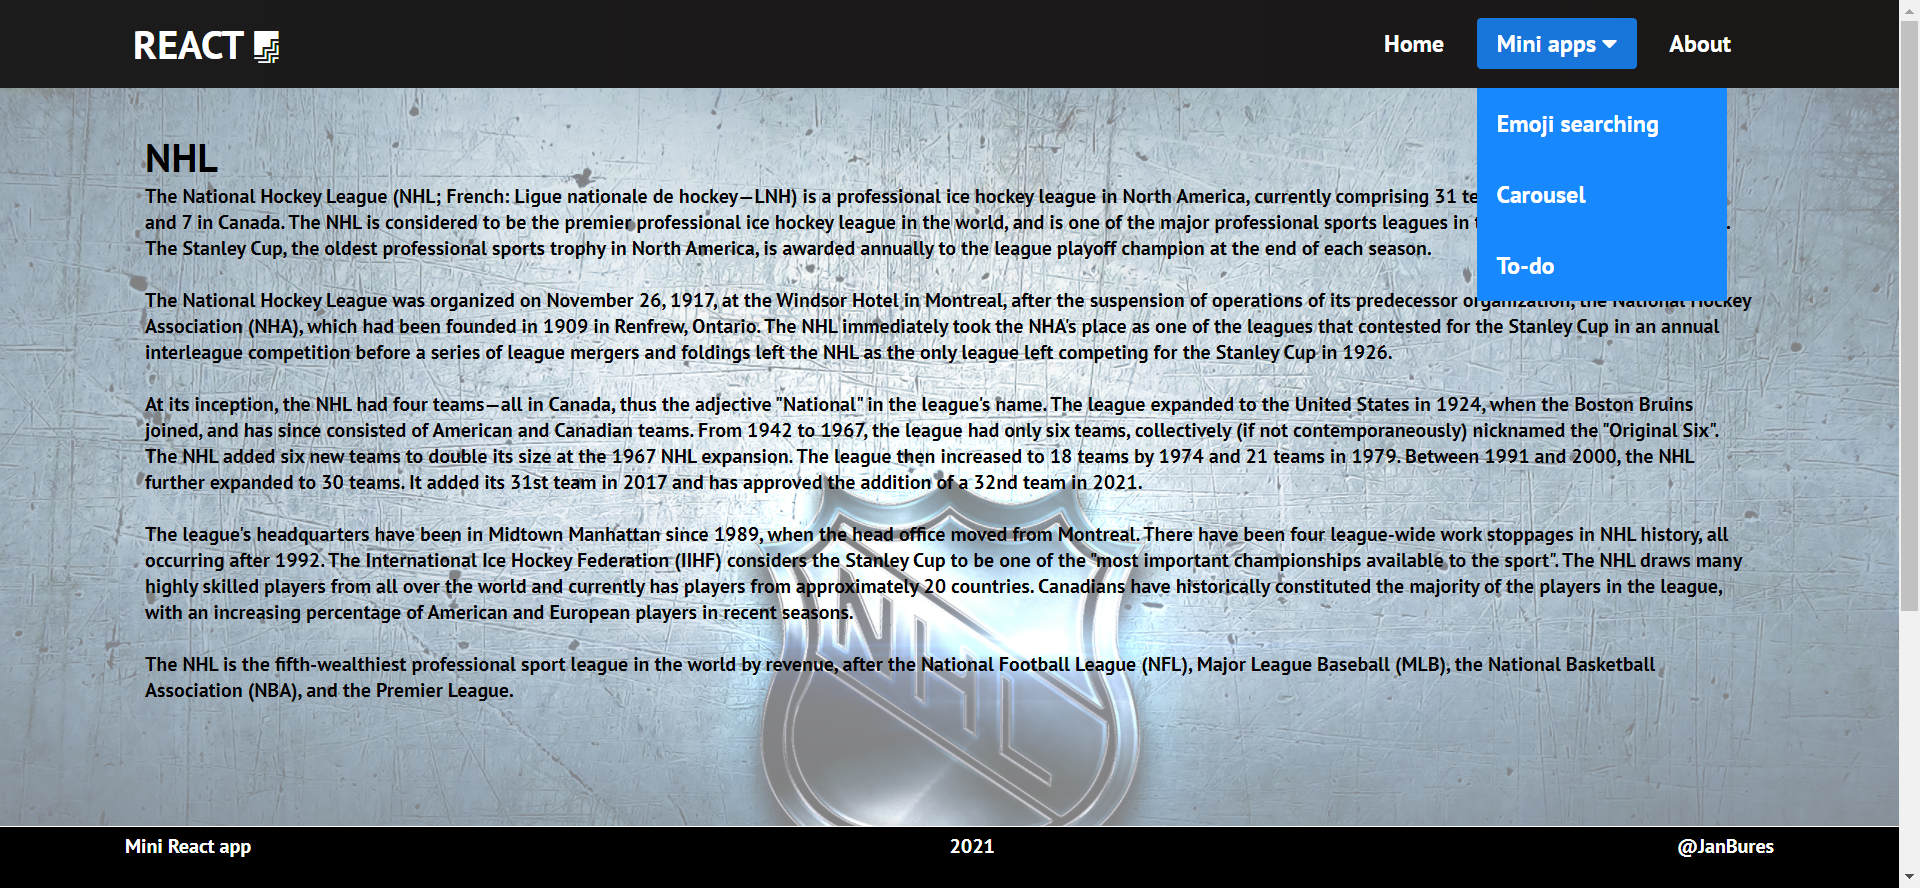 REACT
Home
Mini apps
About
Emoji searching
Carousel
To-do
NHL
The National Hockey League (NHL; French: Ligue nationale de hockey—LNH) is a professional ice hockey league in North America, currently comprising 31
and 7 in Canada. The NHL is considered to be the premier professional ice hockey league in the world, and is one of the major professional sports leagues in
The Stanley Cup, the oldest professional sports trophy in North America, is awarded annually to the league playoff champion at the end of each season.
The National Hockey League was organized on November 26, 1917, at the Windsor Hotel in Montreal, after the suspension of operations of its predecessor organization, the National Hockey
Association (NHA), which had been founded in 1909 in Renfrew, Ontario. The NHL immediately took the NHA's place as one of the leagues that contested for the Stanley Cup in an annual
interleague competition before a series of league mergers and foldings left the NHL as the only league left competing for the Stanley Cup in 1926.
At its inception, the NHL had four teams—all in Canada, thus the adjective "National" in the league's name. The league expanded to the United States in 1924, when the Boston Bruins
joined, and has since consisted of American and Canadian teams. From 1942 to 1967, the league had only six teams, collectively (if not contemporaneously) nicknamed the "Original Six".
The NHL added six new teams to double its size at the 1967 NHL expansion. The league then increased to 18 teams by 1974 and 21 teams in 1979. Between 1991 and 2000, the NHL
further expanded to 30 teams. It added its 31st team in 2017 and has approved the addition of a 32nd team in 2021.
The league's headquarters have been in Midtown Manhattan since 1989, when the head office moved from Montreal. There have been four league-wide work stoppages in NHL history, all
occurring after 1992. The International Ice Hockey Federation (IIHF) considers the Stanley Cup to be one of the "most important championships available to the sport". The NHL draws many
highly skilled players from all over the world and currently has players from approximately 20 countries. Canadians have historically constituted the majority of the players in the league,
with an increasing percentage of American and European players in recent seasons.
The NHL is the fifth-wealthiest professional sport league in the world by revenue, after the National Football League (NFL), Major League Baseball (MLB), the National Basketball
Association (NBA), and the Premier League.
NHL
Mini React app
2021
@JanBures